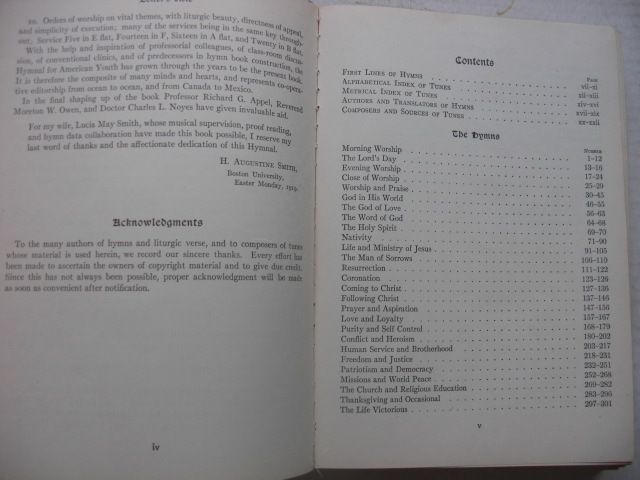 10. Orders of worship on vital themes, with liturgic beauty, directness of appeal,
and simplicity of execution; many of the services being in the same key through-
out, Service Five in E flat, Fourteen in F, Sixteen in A flat, and Twenty in B flat.
With the help and inspiration of professorial colleagues, of class-room discus-
sion, of conventional clinics, and of predecessors in hymn book construction, the
Hymnal for American Youth has grown through the years to be the present book.
It is therefore the composite of many minds and hearts, and represents co-opera-
tive editorship from ocean to ocean, and from Canada to Mexico.
In the final shaping up of the book Professor Richard G. Appel, Reverend
Moreton W. Owen, and Doctor Charles L. Noyes have given invaluable aid.
For my wife, Lucia May Smith, whose musical supervision, proof reading,
and hymn data collaboration have made this book possible, I reserve my
last word of thanks and the affectionate dedication of this Hymnal.
H. Augustine Smith,
Boston University,
Easter Monday, 1919.
Acknowledgments
To the many authors of hymns and liturgic verse, and to composers of tunes
whose material is used herein, we record our sincere thanks. Every effort has
been made to ascertain the owners of copyright material and to give due credit.
Since this has not always been possible, proper acknowledgment will be made
as soon as convenient after notification.
iv
Contents
Page
First Lines of Hymns vii-xi
Alphabetical Index of Tunes xii-xiii
Metrical Index of Tunes xiv-xvi
Authors and Translators of Hymns xvii-xix
Composers and Sources of Tunes xx-xxii
The Hymns
Number
Morning Worship 1-12
The Lord's Day 13-16
Evening Worship 17-24
Close of Worship 25-29
Worship and Praise 30-45
God in His World 46-55
The God of Love 56-63
The Word of God 64-68
The Holy Spirit 69-70
Nativity 71-90
Life and Ministry of Jesus 91-105
The Man of Sorrows 106-110
Resurrection 111-122
Coronation 123-126
Coming to Christ 127-136
Following Christ 137-146
Prayer and Aspiration 147-156
Love and Loyalty 157-167
Purity and Self Control 168-179
Conflict and Heroism 180-202
Human Service and Brotherhood 203-217
Freedom and Justice 218-231
Patriotism and Democracy 232-251
Missions and World Peace 252-268
The Church and Religious Education 269-282
Thanksgiving and Occasional 283-296
The Life Victorious 297-301
v